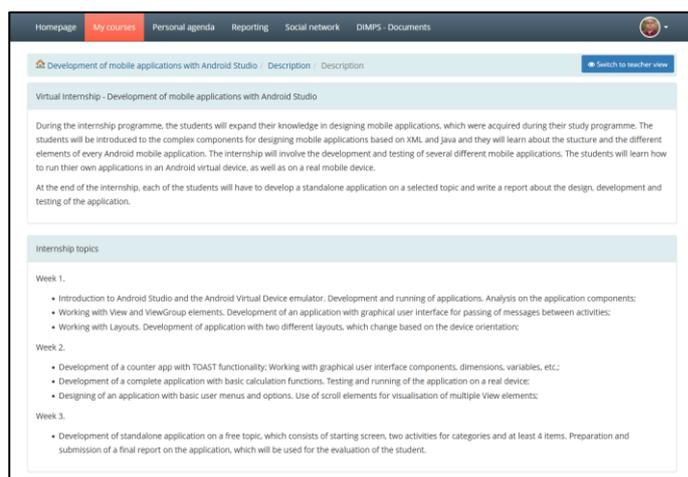 Homepage My courses Personal agenda Reporting Social network DIMPS - Documents
Development of mobile applications with Android Studio / Description / Description
Switch to teacher view
Virtual Internship - Development of mobile applications with Android Studio
During the internship programme, the students will expand their knowledge in designing mobile applications, which were acquired during their study programme. The
students will be introduced to the complex components for designing mobile applications based on XML and Java and they will learn about the stucture and the different
elements of every Android mobile application. The internship will involve the development and testing of several different mobile applications. The students will learn how
to run thier own applications in an Android virtual device, as well as on a real mobile device.
At the end of the internship, each of the students will have to develop a standalone application on a selected topic and write a report about the design, development and
testing of the application.
Internship topics
Week 1.
• Introduction to Android Studio and the Android Virtual Device emulator. Development and running of applications. Analysis on the application components;
• Working with View and ViewGroup elements. Development of an application with graphical user interface for passing of messages between activities;
• Working with Layouts. Development of application with two different layouts, which change based on the device orientation;
Week 2.
• Development of a counter app with TOAST functionality; Working with graphical user interface components, dimensions, variables, etc.;
• Development of a complete application with basic calculation functions. Testing and running of the application on a real device;
• Designing of an application with basic user menus and options. Use of scroll elements for visualisation of multiple View elements;
Week 3.
• Development of standalone application on a free topic, which consists of starting screen, two activities for categories and at least 4 items. Preparation and
submission of a final report on the application, which will be used for the evaluation of the student.